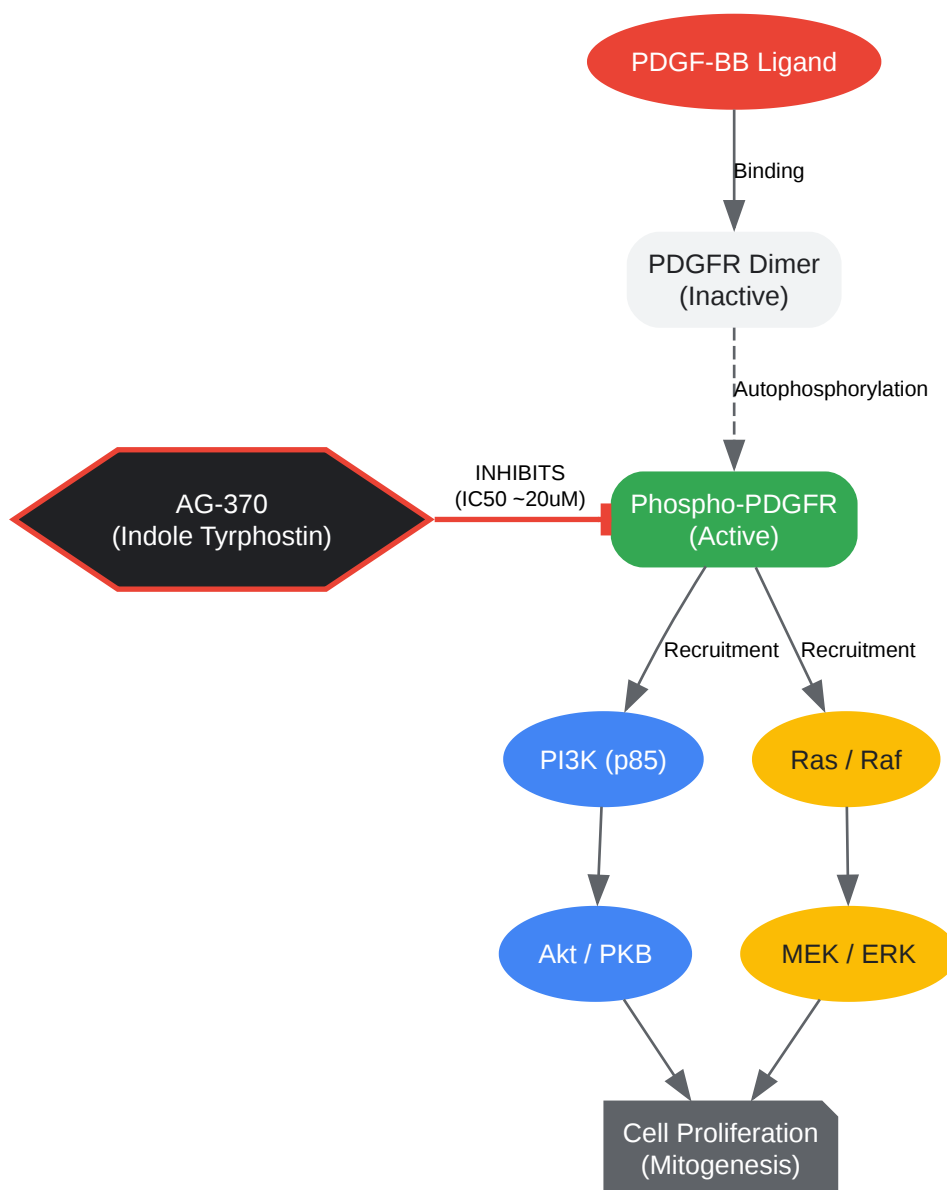 PDGF-BB Ligand
Binding
PDGFR Dimer
(Inactive)
Autophosphorylation
AG-370
(Indole Tyrphostin)
INHIBITS
(IC50 ~20uM)
Phospho-PDGFR
(Active)
Recruitment
Recruitment
PI3K (p85)
Ras / Raf
Akt / PKB
MEK / ERK
Cell Proliferation
(Mitogenesis)